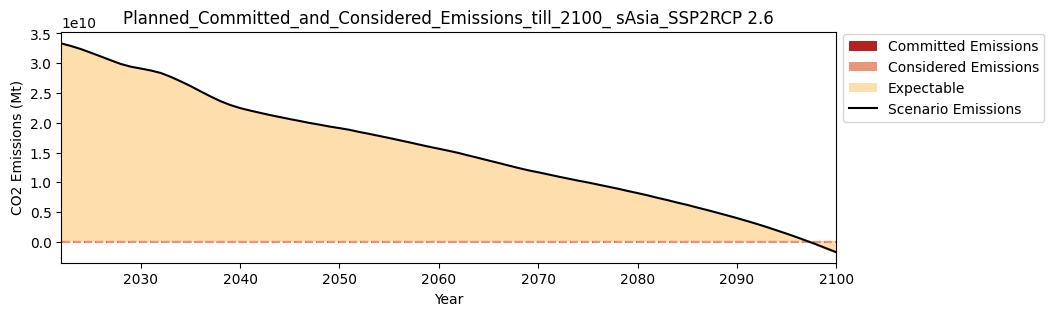 Planned_Committed_and_Considered_Emissions_till_2100_ sAsia_SSP2RCP 2.6
1e10
3.5
3.0
2.5
2.0
1.5
1.0
0.5
0.0
CO2 Emissions (Mt)
2030 2040 2050 2060 2070 2080 2090 2100
Year
Committed Emissions
Considered Emissions
Expectable
Scenario Emissions